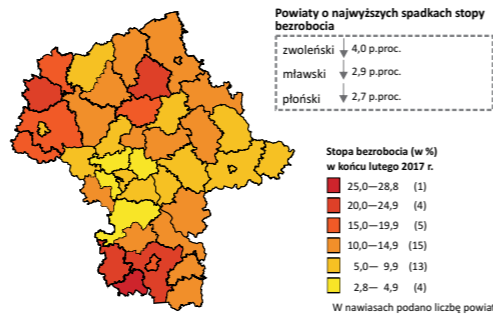 Powiaty o najwyższych spadkach stopy
bezrobocia
zwoleński 4,0 p.proc.
mławski 2,9 p.proc.
płoński 2,7 p.proc.
Stopa bezrobocia (w %)
w końcu lutego 2017 r.
25,0—28,8 (1)
20,0—24,9 (4)
15,0—19,9 (5)
10,0—14,9 (15)
5,0— 9,9 (13)
2,8— 4,9 (4)
W nawiasach podano liczbę powiat